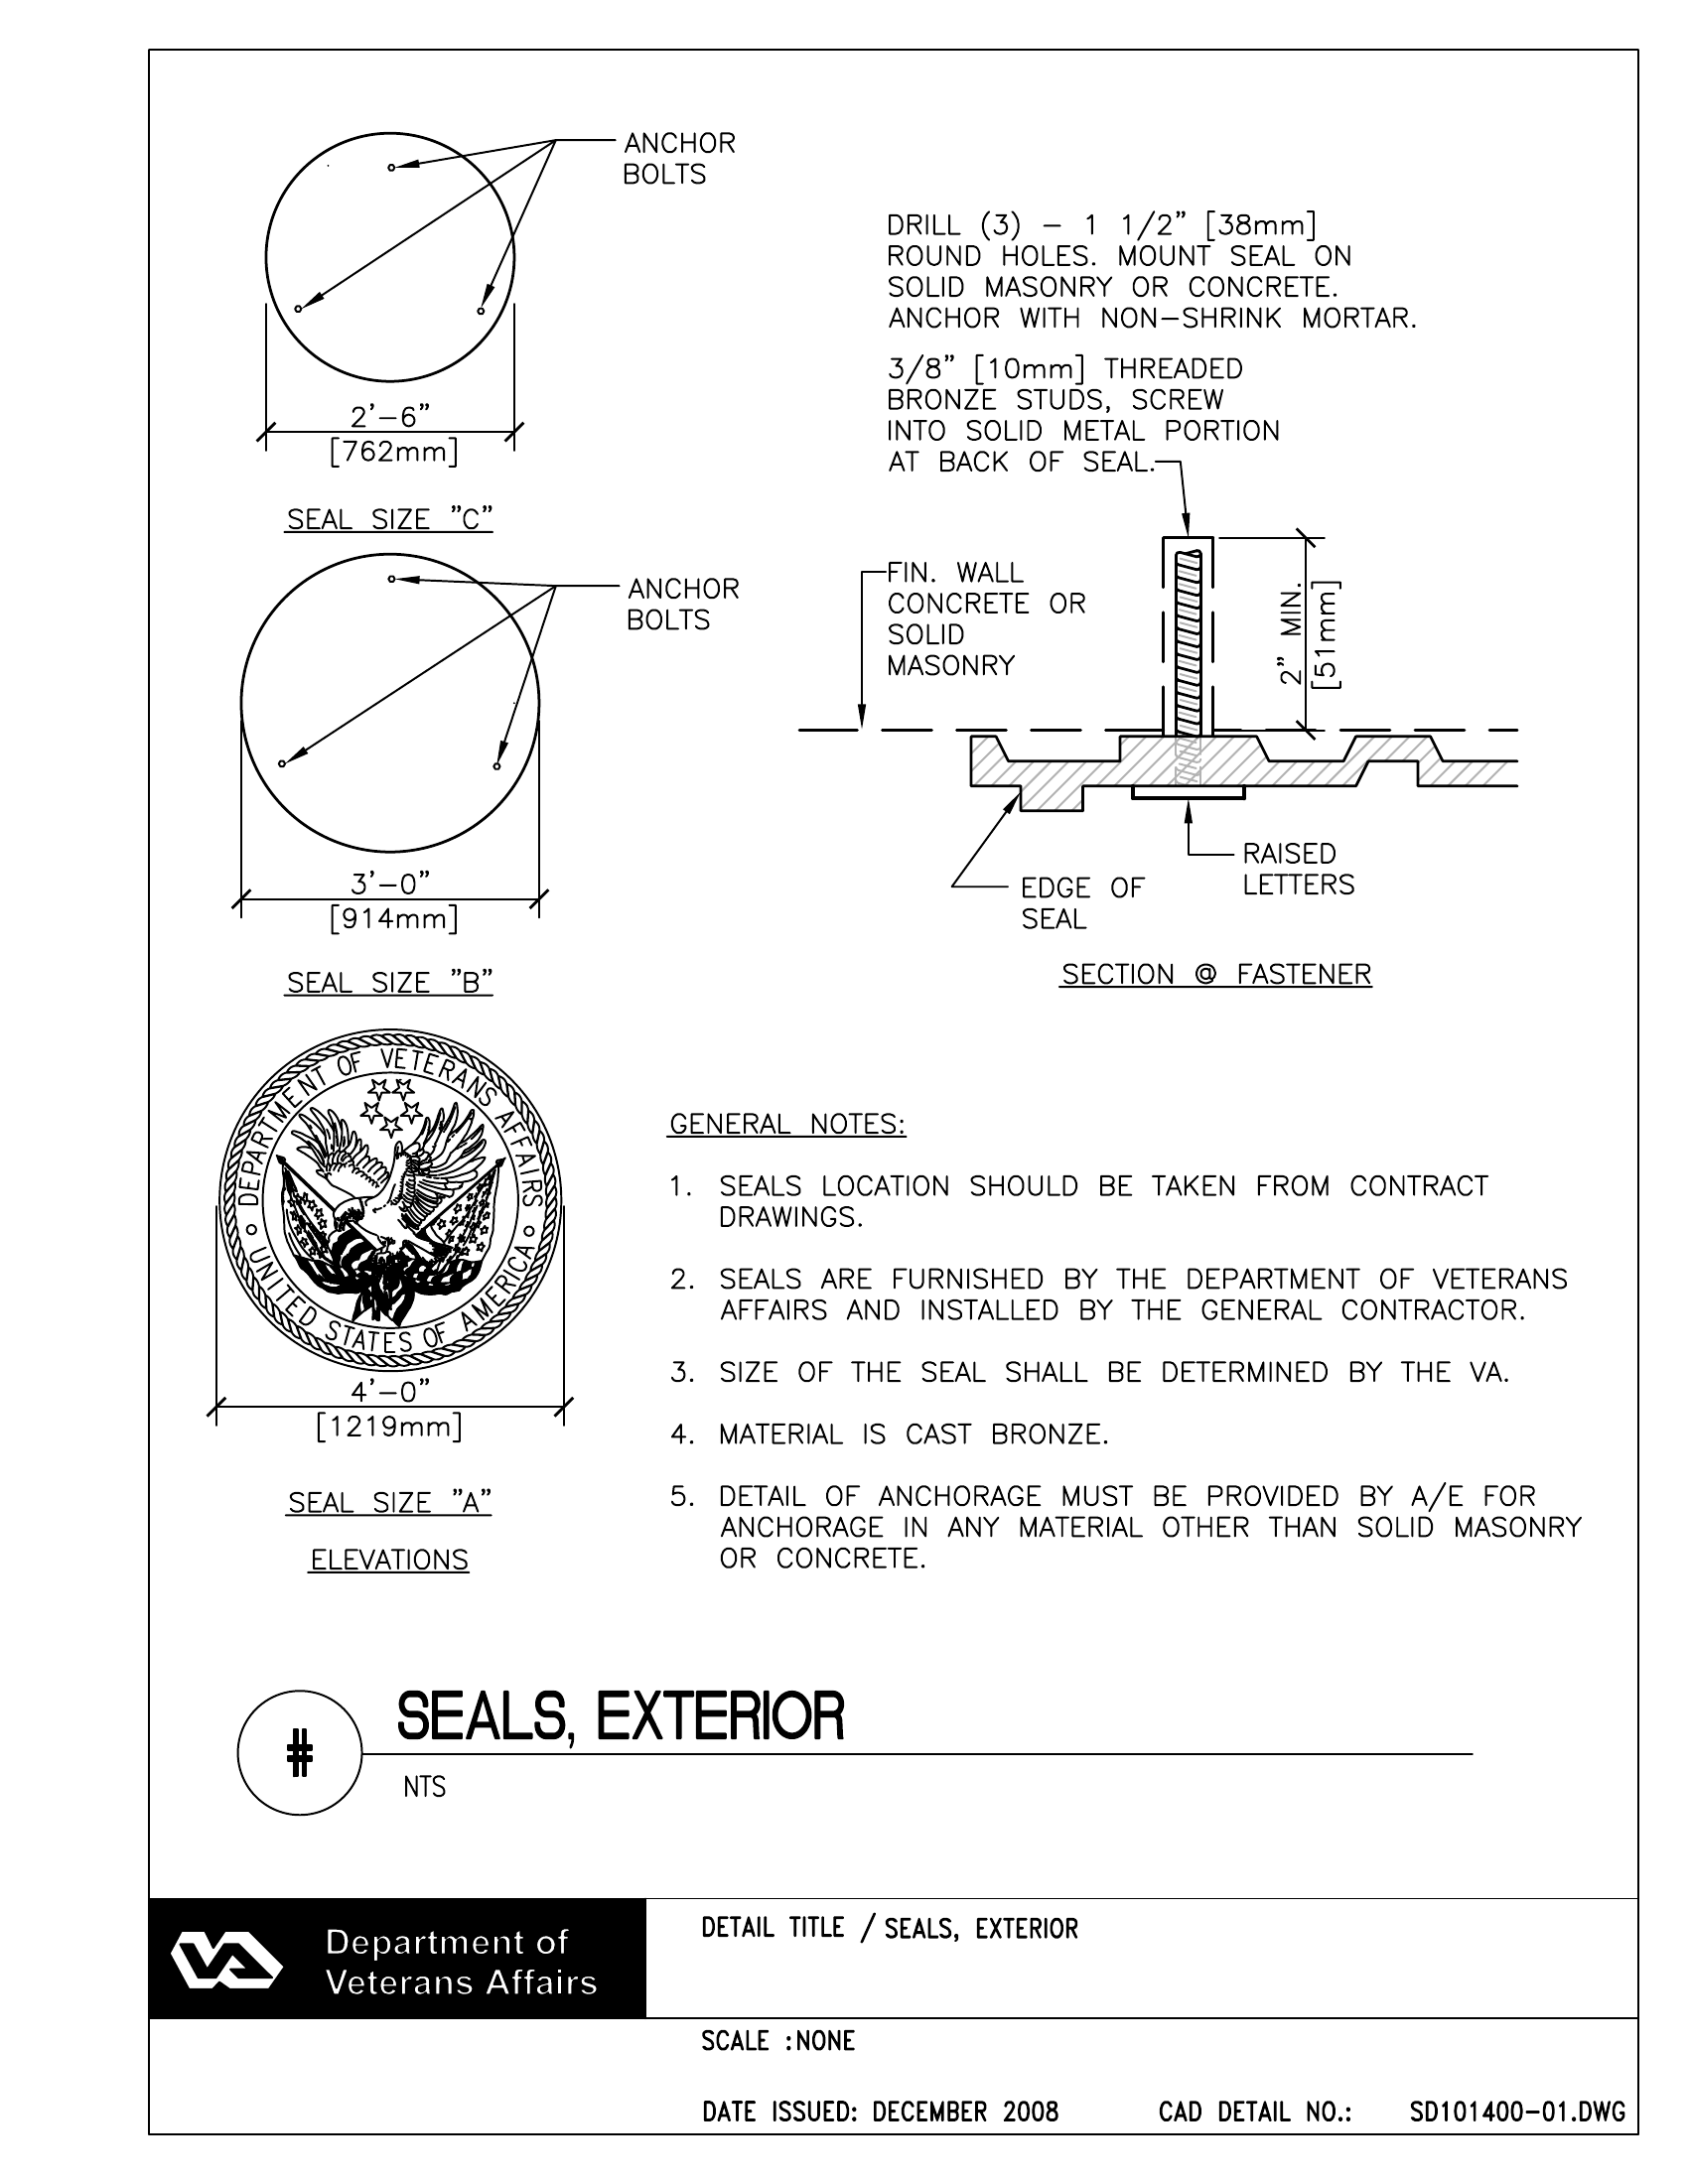 ANCHOR
BOLTS
2'-6"
[762mm]
SEAL SIZE "C"
ANCHOR
BOLTS
3'-0"
[914mm]
SEAL SIZE "B"
DEPARTMENT OF VETERANS AFFAIRS
UNITED STATES OF AMERICA
4'-0"
[1219mm]
SEAL SIZE "A"
ELEVATIONS
DRILL (3) - 1 1/2" [38mm]
ROUND HOLES. MOUNT SEAL ON
SOLID MASONRY OR CONCRETE.
ANCHOR WITH NON-SHRINK MORTAR.
3/8" [10mm] THREADED
BRONZE STUDS, SCREW
INTO SOLID METAL PORTION
AT BACK OF SEAL.
FIN. WALL
CONCRETE OR
SOLID
MASONRY
2" MIN.
[51mm]
RAISED
LETTERS
EDGE OF
SEAL
SECTION @ FASTENER
GENERAL NOTES:
1. SEALS LOCATION SHOULD BE TAKEN FROM CONTRACT
DRAWINGS.
2. SEALS ARE FURNISHED BY THE DEPARTMENT OF VETERANS
AFFAIRS AND INSTALLED BY THE GENERAL CONTRACTOR.
3. SIZE OF THE SEAL SHALL BE DETERMINED BY THE VA.
4. MATERIAL IS CAST BRONZE.
5. DETAIL OF ANCHORAGE MUST BE PROVIDED BY A/E FOR
ANCHORAGE IN ANY MATERIAL OTHER THAN SOLID MASONRY
OR CONCRETE.
#
SEALS, EXTERIOR
NTS
VA
Department of
Veterans Affairs
DETAIL TITLE / SEALS, EXTERIOR
SCALE :NONE
DATE ISSUED: DECEMBER 2008 CAD DETAIL NO.: SD101400-01.DWG